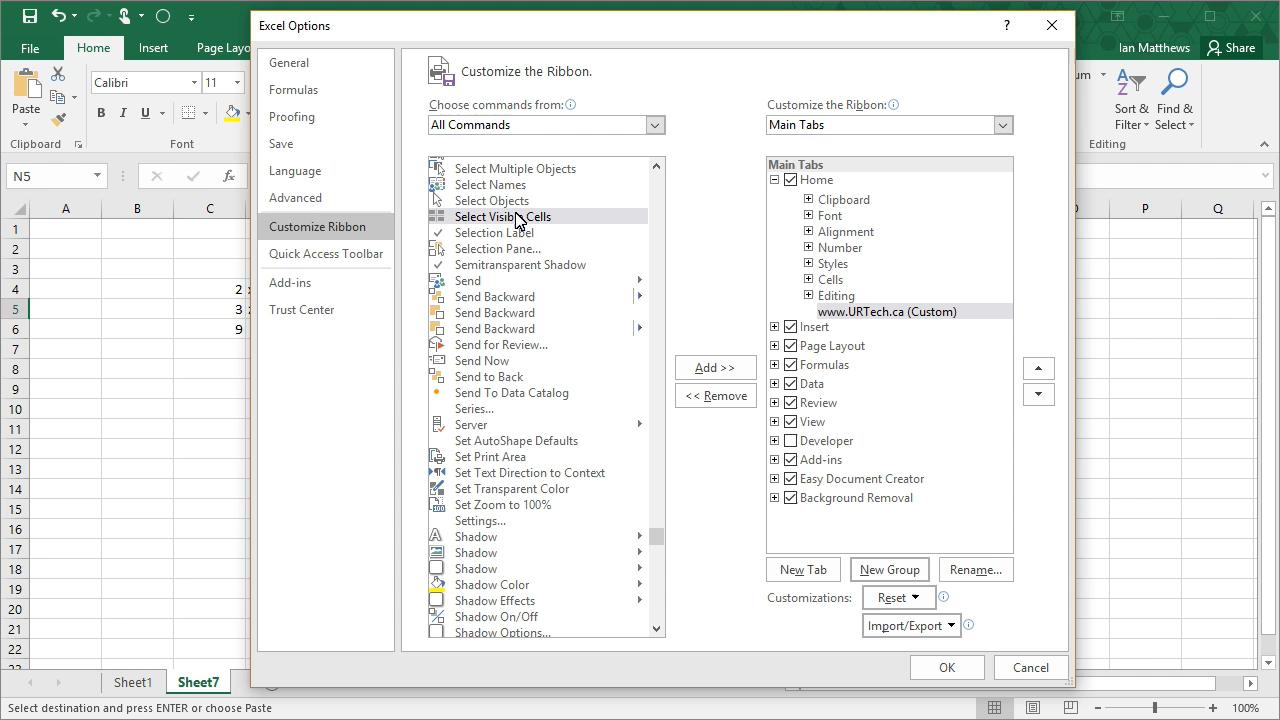 Excel Options
?
File
Home
Insert
Page Layo
Ian Matthews
Share
Paste
Calibri
11
B
I
U
Clipboard
Font
um
Sort &
Filter
Find &
Select
Editing
N5
fx
A
B
C
P
Q
1
2
3
4
5
6
7
8
9
10
11
12
13
14
15
16
17
18
19
20
21
22
2
3
9
General
Formulas
Proofing
Save
Language
Advanced
Customize Ribbon
Quick Access Toolbar
Add-ins
Trust Center
Customize the Ribbon.
Choose commands from:
All Commands
Select Multiple Objects
Select Names
Select Objects
Select Visible Cells
Selection Label
Selection Pane...
Semitransparent Shadow
Send
Send Backward
Send Backward
Send Backward
Send for Review...
Send Now
Send to Back
Send To Data Catalog
Series...
Server
Set AutoShape Defaults
Set Print Area
Set Text Direction to Context
Set Transparent Color
Set Zoom to 100%
Settings...
Shadow
Shadow
Shadow
Shadow Color
Shadow Effects
Shadow On/Off
Shadow Options...
Add >>
<< Remove
Customize the Ribbon:
Main Tabs
Main Tabs
Home
Clipboard
Font
Alignment
Number
Styles
Cells
Editing
www.URTech.ca (Custom)
Insert
Page Layout
Formulas
Data
Review
View
Developer
Add-ins
Easy Document Creator
Background Removal
New Tab
New Group
Rename...
Customizations:
Reset
Import/Export
OK
Cancel
Sheet1
Sheet7
Select destination and press ENTER or choose Paste
100%